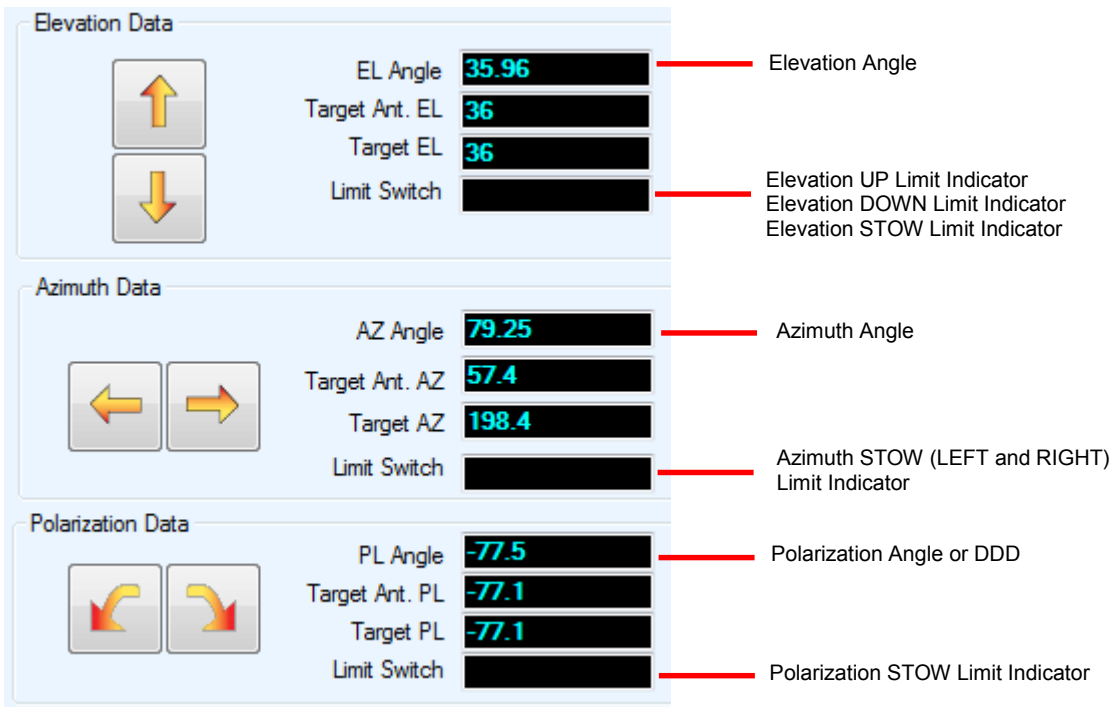 Elevation Data
EL Angle 35.96 Elevation Angle
Target Ant. EL 36
Target EL 36
Limit Switch
Elevation UP Limit Indicator
Elevation DOWN Limit Indicator
Elevation STOW Limit Indicator
Azimuth Data
AZ Angle 79.25 Azimuth Angle
Target Ant. AZ 57.4
Target AZ 198.4
Limit Switch
Azimuth STOW (LEFT and RIGHT)
Limit Indicator
Polarization Data
PL Angle -77.5 Polarization Angle or DDD
Target Ant. PL -77.1
Target PL -77.1
Limit Switch Polarization STOW Limit Indicator